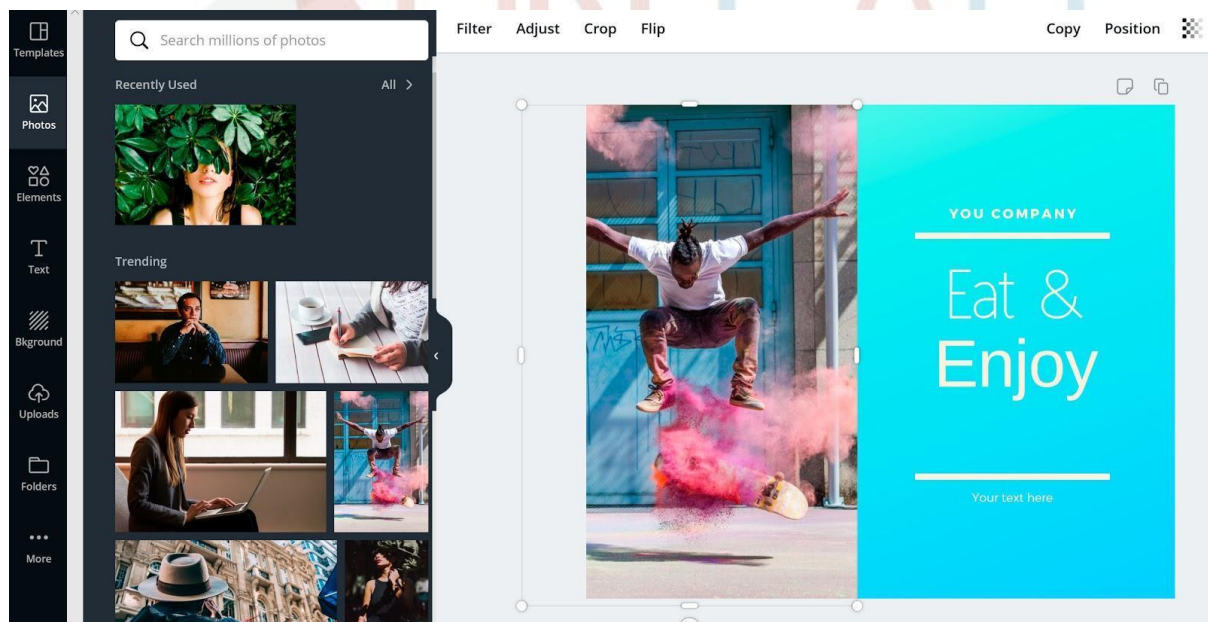 Templates
Photos
Elements
Text
Bkground
Uploads
Folders
More
Search millions of photos
Recently Used
All
Trending
Filter
Adjust
Crop
Flip
Copy
Position
YOU COMPANY
Eat &
Enjoy
Your text here